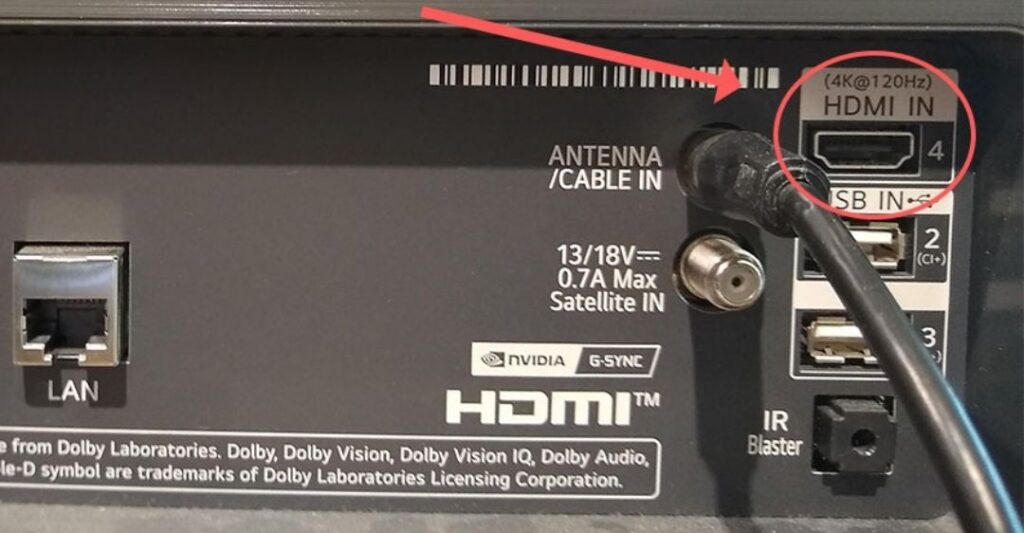 (4K@120Hz)
HDMI IN
4
ANTENNA
/CABLE IN
SB IN
2
(CI+)
13/18V⎓
0.7A Max
Satellite IN
3
NVIDIA G-SYNC
HDMI™
LAN
IR
Blaster
e from Dolby Laboratories. Dolby, Dolby Vision, Dolby Vision IQ, Dolby Audio,
le-D symbol are trademarks of Dolby Laboratories Licensing Corporation.